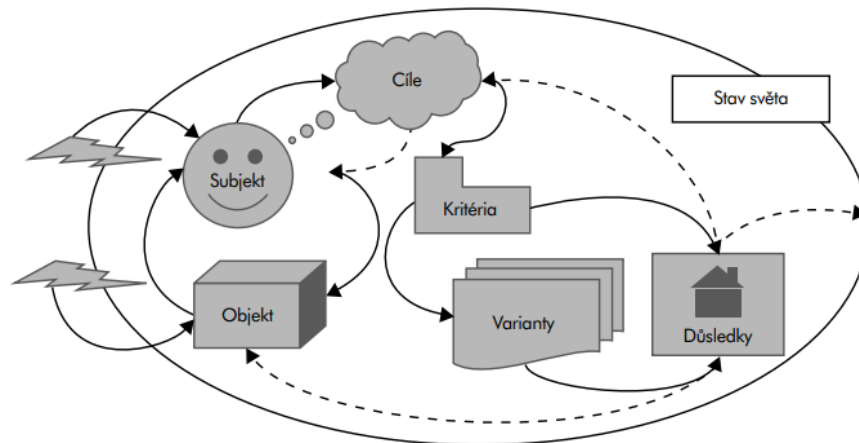 Cíle
Stav světa
Subjekt
Kritéria
Objekt
Varianty
Důsledky